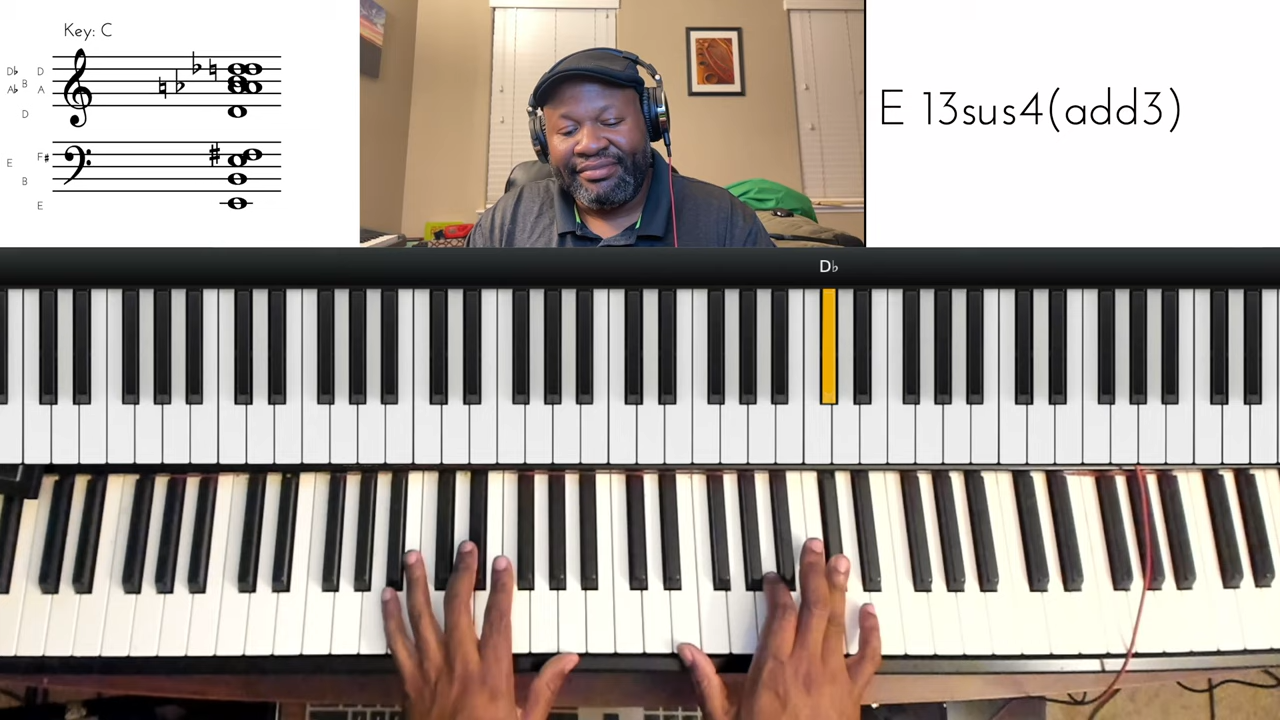 Key: C
D♭ D
B
A♭ A
D
F♯
E
B
E
E 13sus4(add3)
D♭